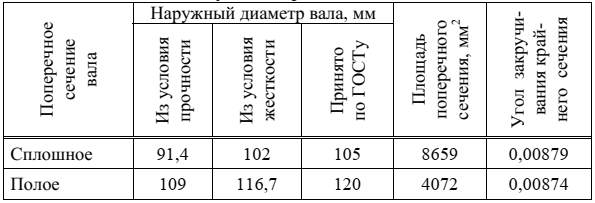 Поперечное
сечение
вала
Наружный диаметр вала, мм
Из условия
прочности
Из условия
жесткости
Принято
по ГОСТу
Площадь
поперечного
сечения, мм²
Угол закручи-
вания край-
него сечения
Сплошное 91,4 102 105 8659 0,00879
Полое 109 116,7 120 4072 0,00874